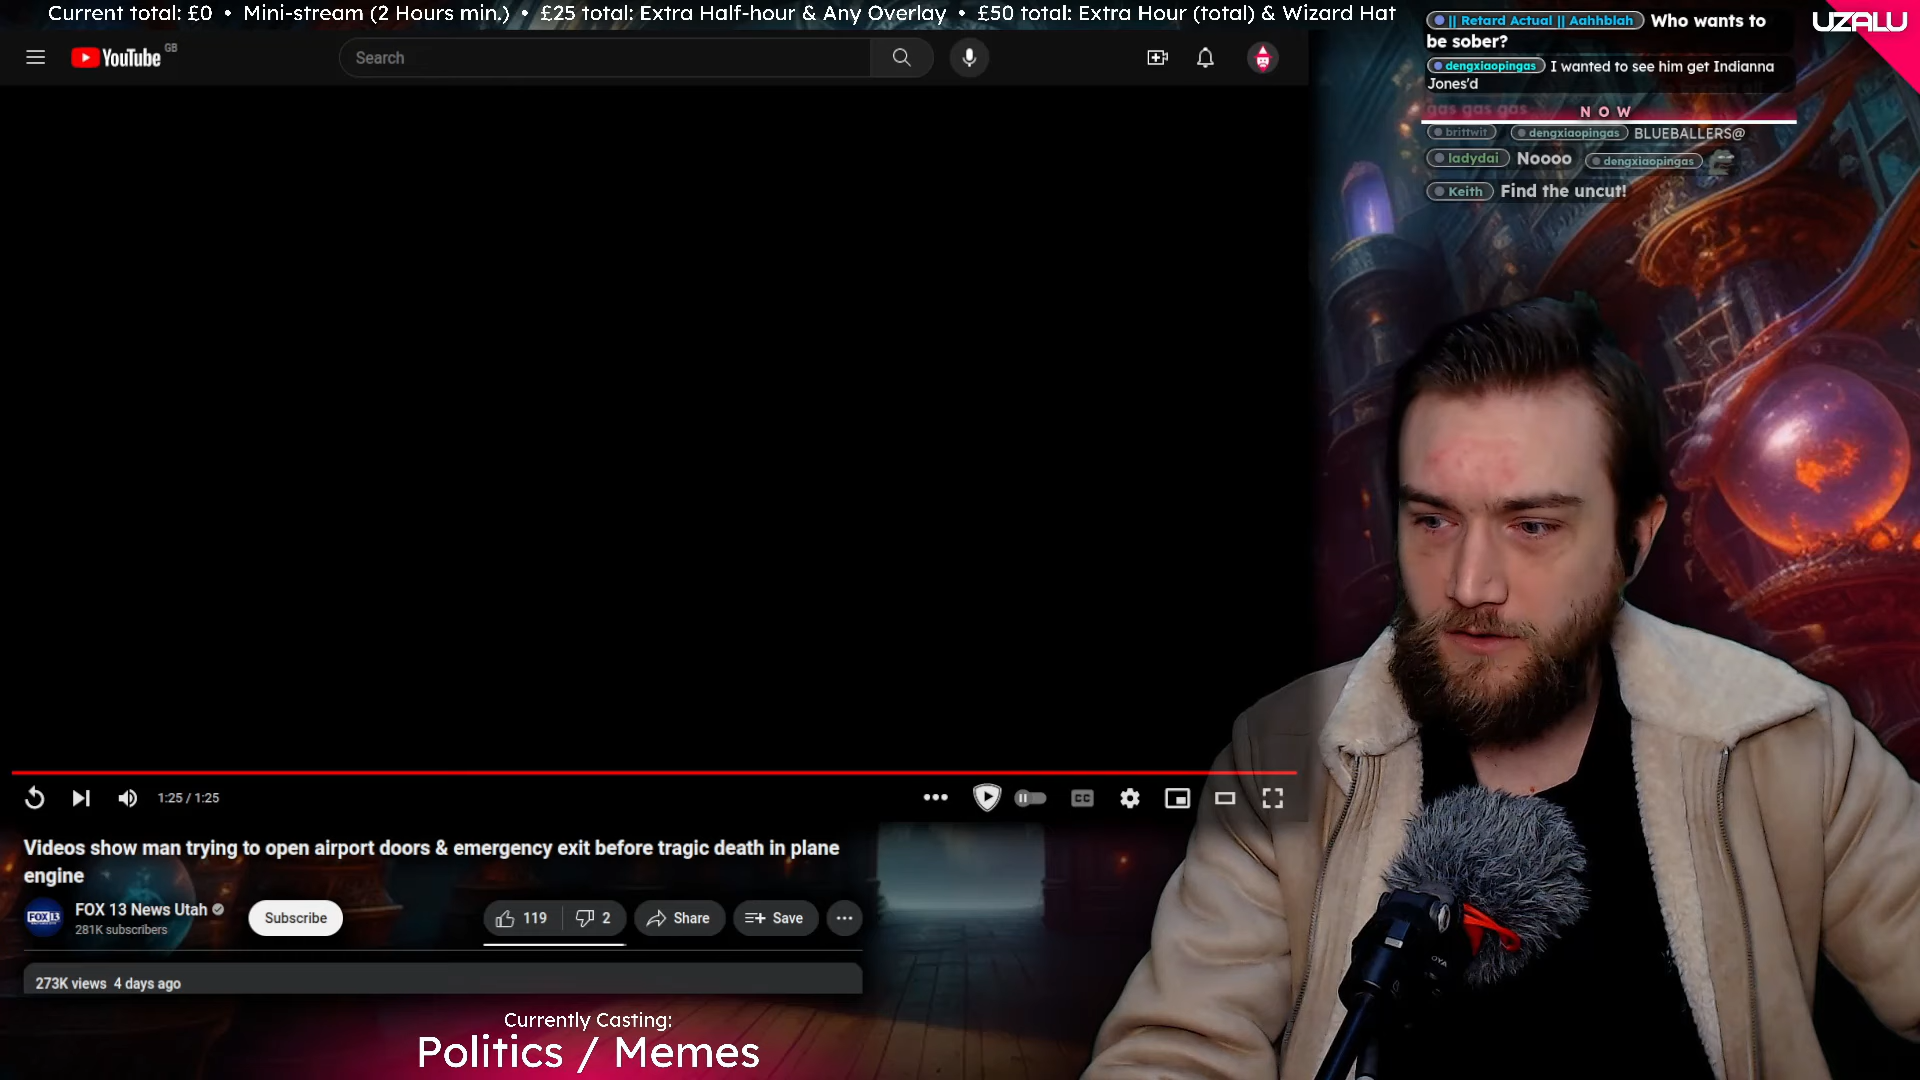 Current total: £0 • Mini-stream (2 Hours min.) • £25 total: Extra Half-hour & Any Overlay • £50 total: Extra Hour (total) & Wizard Hat
UZALU
|| Retard Actual || Aahhblah Who wants to
be sober?
dengxiaopingas I wanted to see him get Indianna
Jones'd
gas gas gas
NOW
brittwit dengxiaopingas BLUEBALLERS@
ladydai Noooo dengxiaopingas
Keith Find the uncut!
YouTube GB
Search
1:25 / 1:25
CC
Videos show man trying to open airport doors & emergency exit before tragic death in plane
engine
FOX 13 FOX 13 News Utah
281K subscribers
Subscribe
119 2 Share Save
273K views 4 days ago
BOYA
Currently Casting:
Politics / Memes